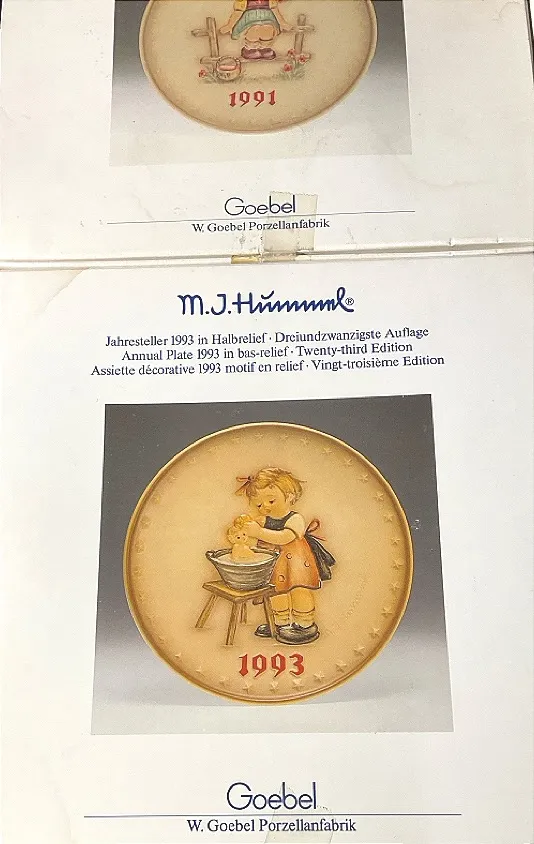 1991
Goebel
W. Goebel Porzellanfabrik
M.J.Hummel®
Jahresteller 1993 in Halbrelief · Dreiundzwanzigste Auflage
Annual Plate 1993 in bas-relief · Twenty-third Edition
Assiette décorative 1993 motif en relief · Vingt-troisième Edition
1993
Goebel
W. Goebel Porzellanfabrik